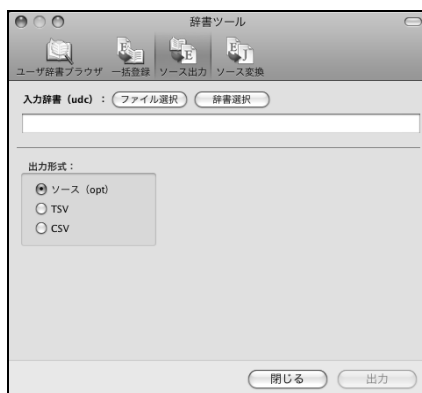 辞書ツール
ユーザ辞書ブラウザ 一括登録 ソース出力 ソース変換
入力辞書（udc）： ファイル選択 辞書選択
出力形式：
ソース（opt）
TSV
CSV
閉じる 出力